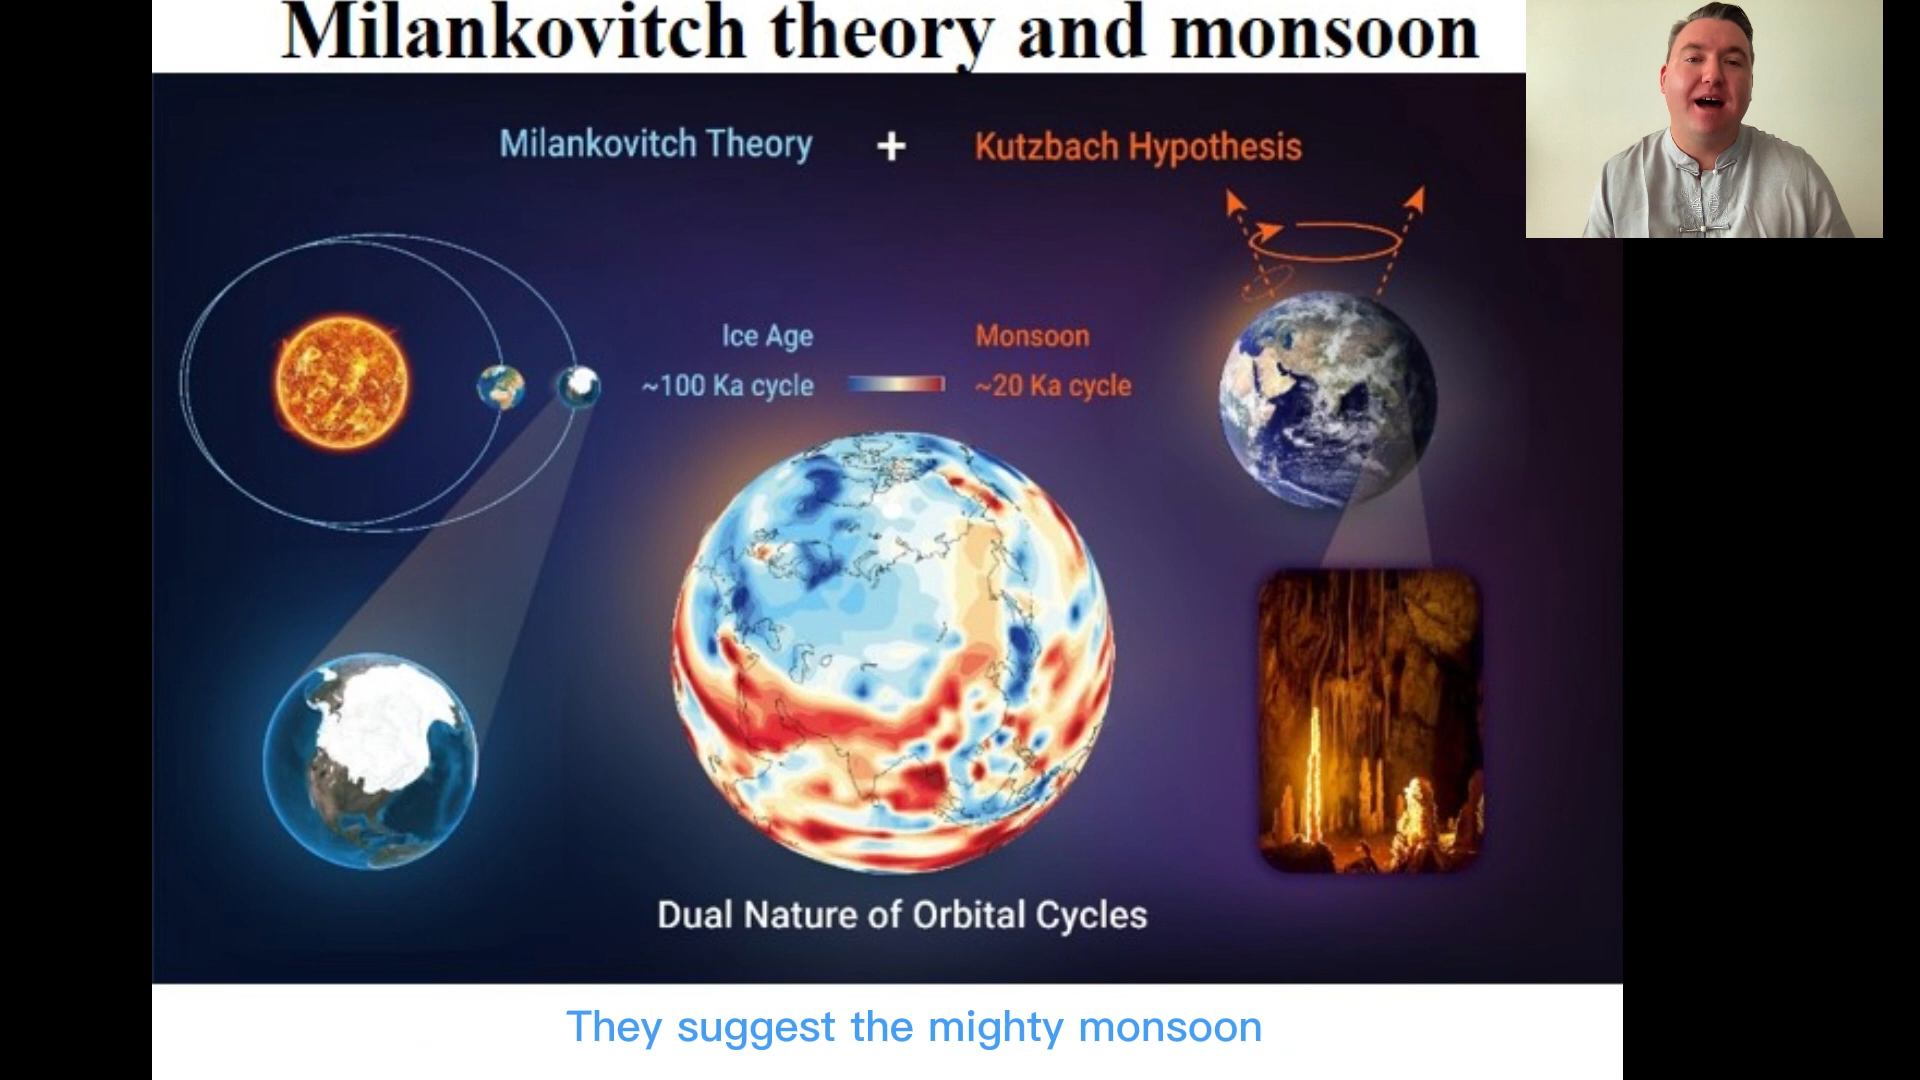 Milankovitch theory and monsoon
Milankovitch Theory + Kutzbach Hypothesis
Ice Age Monsoon
~100 Ka cycle ~20 Ka cycle
Dual Nature of Orbital Cycles
They suggest the mighty monsoon